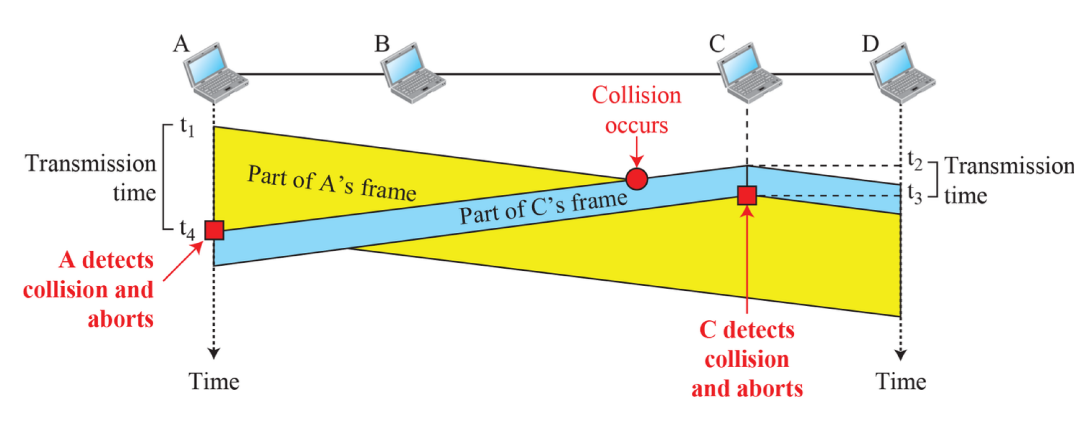 A
B
C
D
Collision
occurs
t1
Transmission
time
t4
Part of A's frame
Part of C's frame
t2
t3
Transmission
time
A detects
collision and
aborts
C detects
collision
and aborts
Time
Time